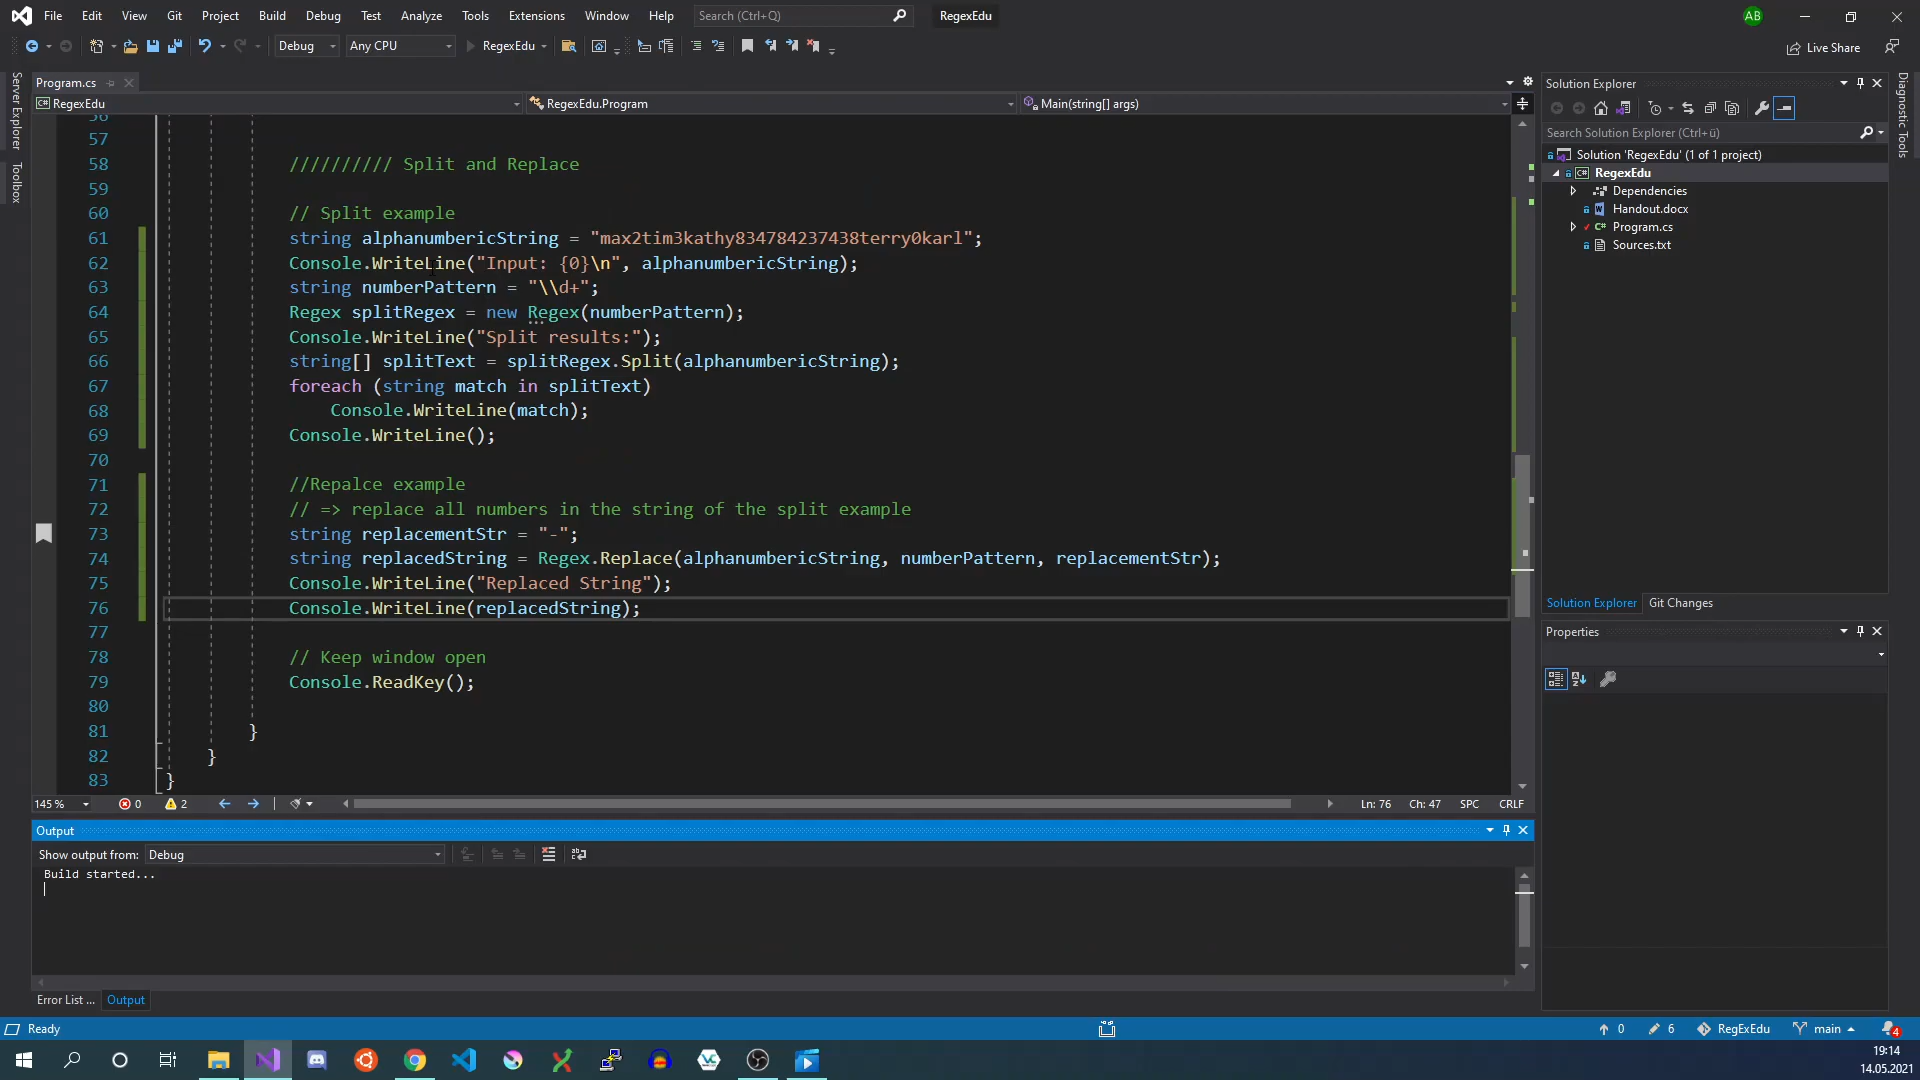 File Edit View Git Project Build Debug Test Analyze Tools Extensions Window Help Search (Ctrl+Q) RegexEdu AB
Debug Any CPU RegexEdu Live Share
Server Explorer
Toolbox
Program.cs
RegexEdu RegexEdu.Program Main(string[] args)
56
57
58 ////////// Split and Replace
59
60 // Split example
61 string alphanumbericString = "max2tim3kathy834784237438terry0karl";
62 Console.WriteLine("Input: {0}\n", alphanumbericString);
63 string numberPattern = "\\d+";
64 Regex splitRegex = new Regex(numberPattern);
65 Console.WriteLine("Split results:");
66 string[] splitText = splitRegex.Split(alphanumbericString);
67 foreach (string match in splitText)
68 Console.WriteLine(match);
69 Console.WriteLine();
70
71 //Repalce example
72 // => replace all numbers in the string of the split example
73 string replacementStr = "-";
74 string replacedString = Regex.Replace(alphanumbericString, numberPattern, replacementStr);
75 Console.WriteLine("Replaced String");
76 Console.WriteLine(replacedString);
77
78 // Keep window open
79 Console.ReadKey();
80
81 }
82 }
83 }
145 % 0 2 Ln: 76 Ch: 47 SPC CRLF
Output
Show output from: Debug
Build started...
Error List ... Output
Solution Explorer
Search Solution Explorer (Ctrl+ü)
Solution 'RegexEdu' (1 of 1 project)
RegexEdu
Dependencies
Handout.docx
Program.cs
Sources.txt
Solution Explorer Git Changes
Properties
Diagnostic Tools
Ready 0 6 RegExEdu main 4
19:14
14.05.2021